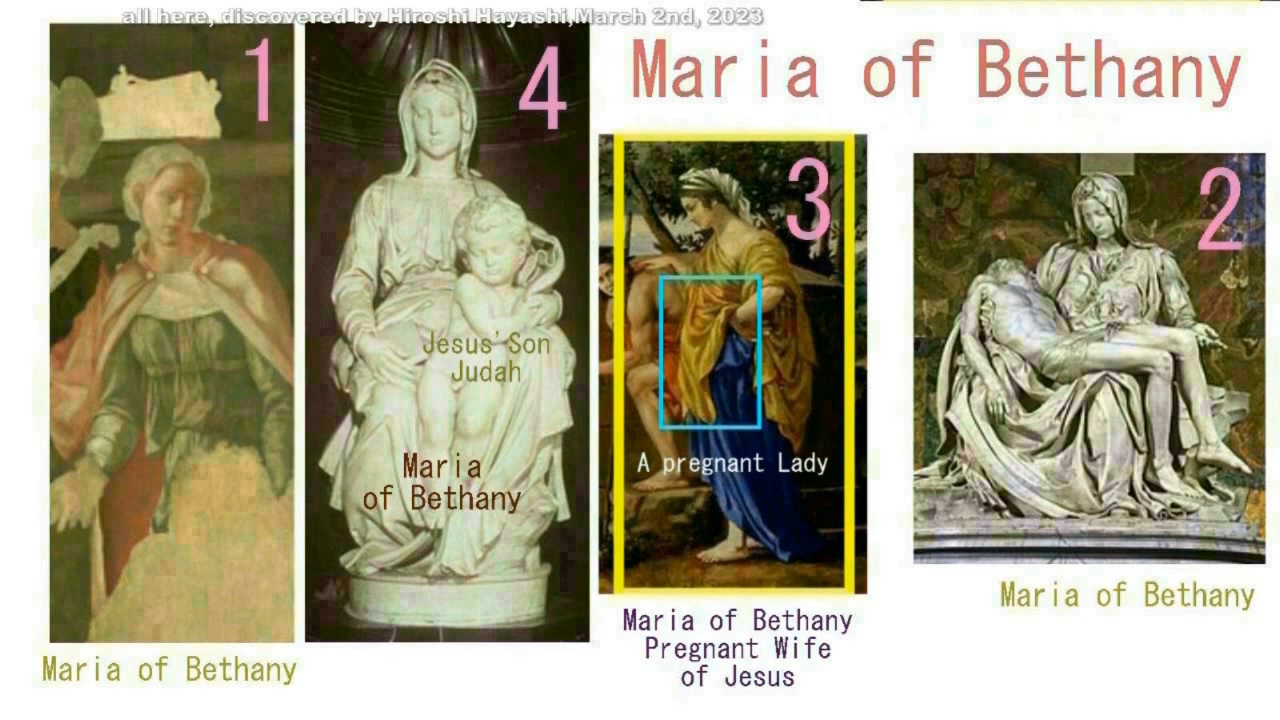 all here, discovered by Hiroshi Hayashi,March 2nd, 2023
Maria of Bethany
1
4
3
2
Jesus' Son
Judah
Maria
of Bethany
A pregnant Lady
Maria of Bethany
Maria of Bethany
Pregnant Wife
of Jesus
Maria of Bethany